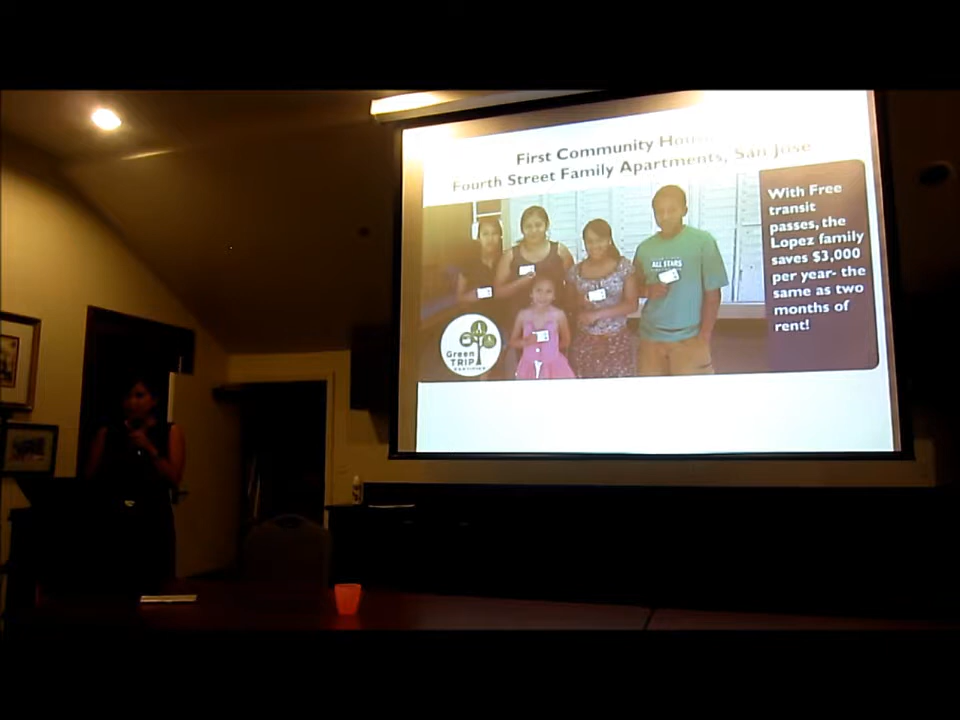 First Community
Fourth Street Family Apartments, San Jose
With Free
transit
passes, the
Lopez family
saves $3,000
per year- the
same as two
months of
rent!
ALL STARS
Green
TRIP
CERTIFIED